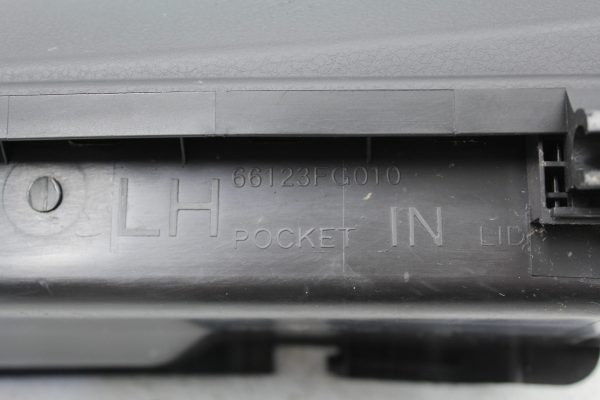 66123FG010
LH
POCKET IN LID